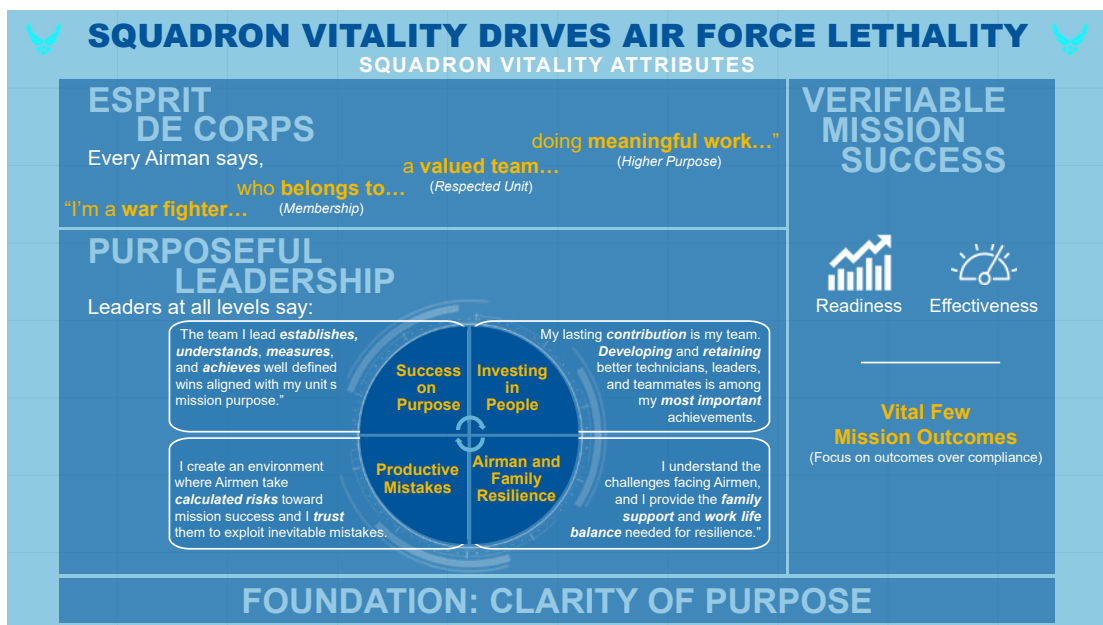 SQUADRON VITALITY DRIVES AIR FORCE LETHALITY
SQUADRON VITALITY ATTRIBUTES
ESPRIT
DE CORPS
Every Airman says,
“I’m a war fighter…
who belongs to…
(Membership)
a valued team…
(Respected Unit)
doing meaningful work…”
(Higher Purpose)
PURPOSEFUL
LEADERSHIP
Leaders at all levels say:
The team I lead establishes,
understands, measures,
and achieves well defined
wins aligned with my unit s
mission purpose.”
Success
on
Purpose
Investing
in
People
My lasting contribution is my team.
Developing and retaining
better technicians, leaders,
and teammates is among
my most important
achievements.
I create an environment
where Airmen take
calculated risks toward
mission success and I trust
them to exploit inevitable mistakes.
Productive
Mistakes
Airman and
Family
Resilience
I understand the
challenges facing Airmen,
and I provide the family
support and work life
balance needed for resilience.”
VERIFIABLE
MISSION
SUCCESS
Readiness
Effectiveness
Vital Few
Mission Outcomes
(Focus on outcomes over compliance)
FOUNDATION: CLARITY OF PURPOSE